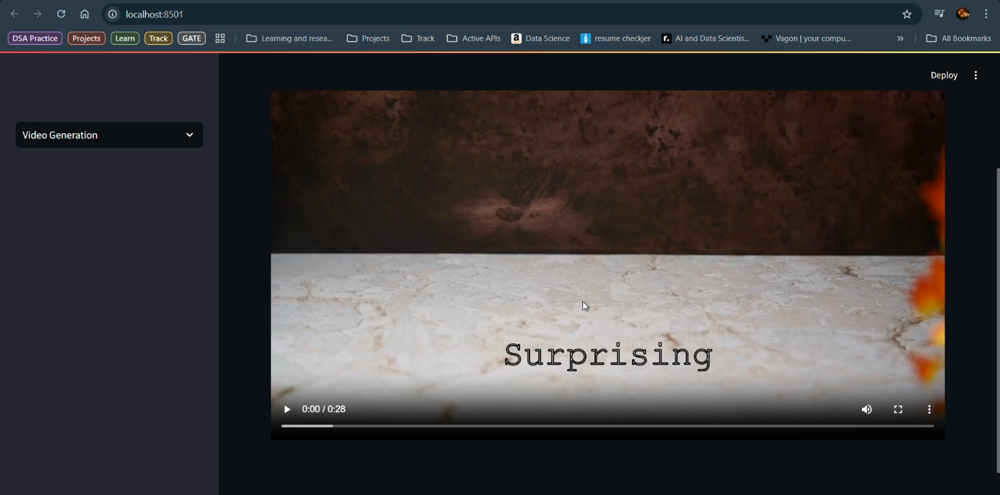 localhost:8501
DSA Practice Projects Learn Track GATE Learning and resea... Projects Track Active APIs Data Science resume checkjer AI and Data Scientis... Vagon | your compu... » All Bookmarks
Deploy
Video Generation
Surprising
0:00 / 0:28